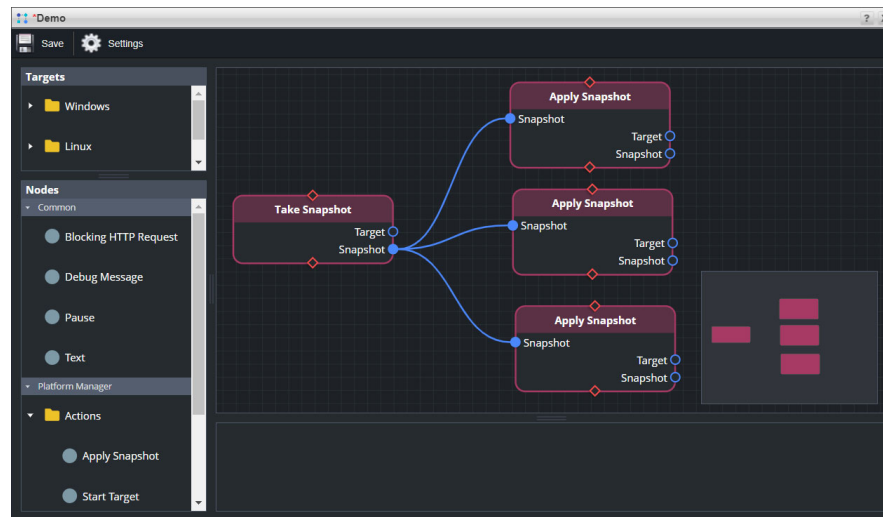 *Demo
?
Save
Settings
Targets
Windows
Linux
Nodes
Common
Blocking HTTP Request
Debug Message
Pause
Text
Platform Manager
Actions
Apply Snapshot
Start Target
Take Snapshot
Target
Snapshot
Apply Snapshot
Snapshot
Target
Snapshot
Apply Snapshot
Snapshot
Target
Snapshot
Apply Snapshot
Snapshot
Target
Snapshot